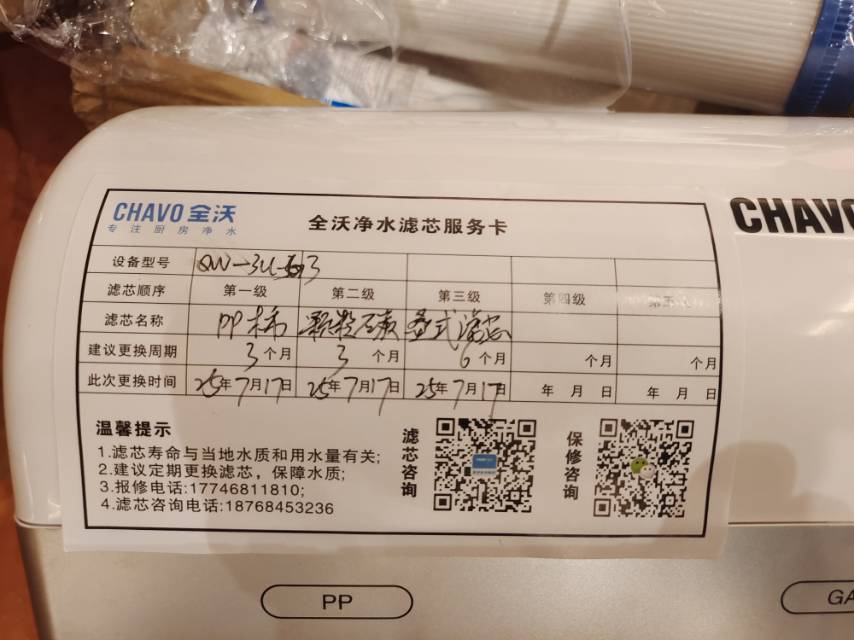 CHAVO 全沃
专注厨房净水
全沃净水滤芯服务卡
CHAVO
设备型号
滤芯顺序 第一级 第二级 第三级 第四级
滤芯名称 PP棉 颗粒碳 叠式滤芯
建议更换周期 3个月 3个月 6个月 个月 个月
此次更换时间 25年7月17日 25年7月17日 25年7月17日 年 月 日 年 月 日
温馨提示
1.滤芯寿命与当地水质和用水量有关;
2.建议定期更换滤芯，保障水质;
3.报修电话:17746811810;
4.滤芯咨询电话:18768453236
滤芯咨询
保修咨询
PP